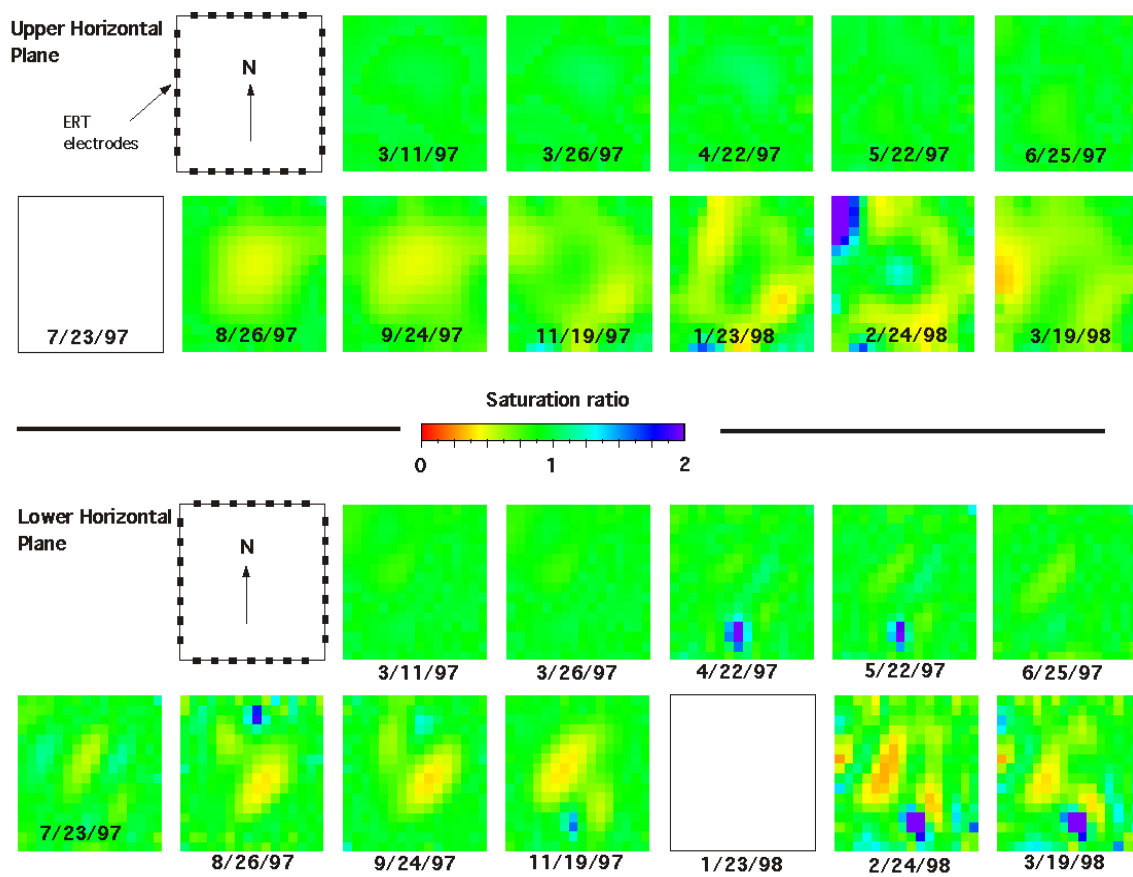 Upper Horizontal
Plane
N
ERT
electrodes
3/11/97 3/26/97 4/22/97 5/22/97 6/25/97
7/23/97 8/26/97 9/24/97 11/19/97 1/23/98 2/24/98 3/19/98
Saturation ratio
0 1 2
Lower Horizontal
Plane
N
3/11/97 3/26/97 4/22/97 5/22/97 6/25/97
7/23/97 8/26/97 9/24/97 11/19/97 1/23/98 2/24/98 3/19/98